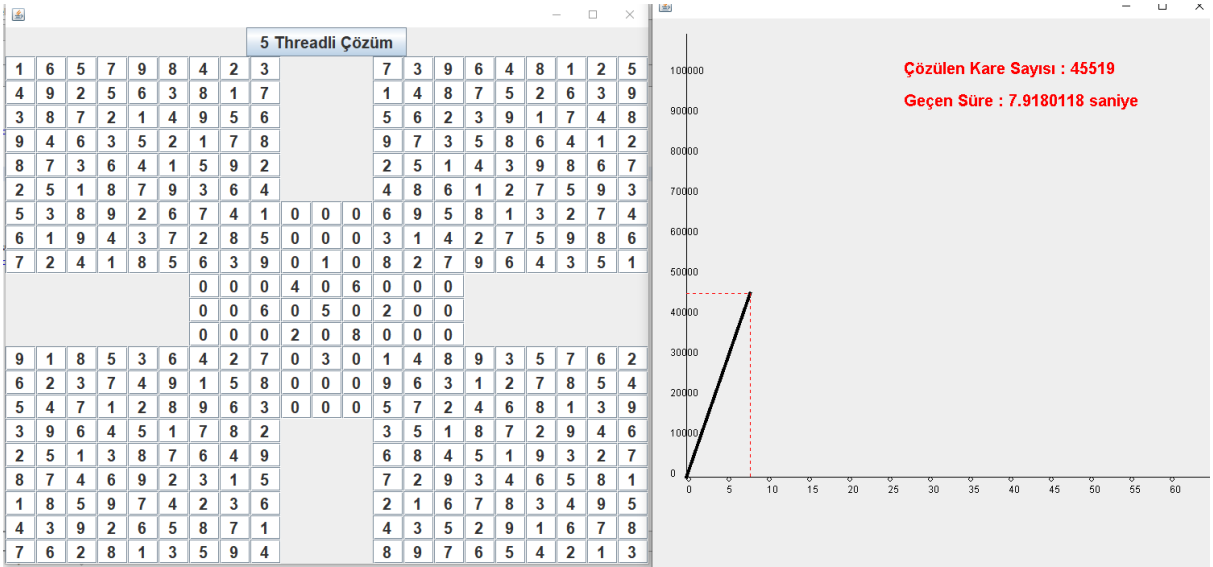 5 Threadli Çözüm
1 6 5 7 9 8 4 2 3 7 3 9 6 4 8 1 2 5
4 9 2 5 6 3 8 1 7 1 4 8 7 5 2 6 3 9
3 8 7 2 1 4 9 5 6 5 6 2 3 9 1 7 4 8
9 4 6 3 5 2 1 7 8 9 7 3 5 8 6 4 1 2
8 7 3 6 4 1 5 9 2 2 5 1 4 3 9 8 6 7
2 5 1 8 7 9 3 6 4 4 8 6 1 2 7 5 9 3
5 3 8 9 2 6 7 4 1 0 0 0 6 9 5 8 1 3 2 7 4
6 1 9 4 3 7 2 8 5 0 0 0 3 1 4 2 7 5 9 8 6
7 2 4 1 8 5 6 3 9 0 1 0 8 2 7 9 6 4 3 5 1
0 0 0 4 0 6 0 0 0
0 0 6 0 5 0 2 0 0
0 0 0 2 0 8 0 0 0
9 1 8 5 3 6 4 2 7 0 3 0 1 4 8 9 3 5 7 6 2
6 2 3 7 4 9 1 5 8 0 0 0 9 6 3 1 2 7 8 5 4
5 4 7 1 2 8 9 6 3 0 0 0 5 7 2 4 6 8 1 3 9
3 9 6 4 5 1 7 8 2 3 5 1 8 7 2 9 4 6
2 5 1 3 8 7 6 4 9 6 8 4 5 1 9 3 2 7
8 7 4 6 9 2 3 1 5 7 2 9 3 4 6 5 8 1
1 8 5 9 7 4 2 3 6 2 1 6 7 8 3 4 9 5
4 3 9 2 6 5 8 7 1 4 3 5 2 9 1 6 7 8
7 6 2 8 1 3 5 9 4 8 9 7 6 5 4 2 1 3
Çözülen Kare Sayısı : 45519
Geçen Süre : 7.9180118 saniye
100000
90000
80000
70000
60000
50000
40000
30000
20000
10000
0
0 5 10 15 20 25 30 35 40 45 50 55 60